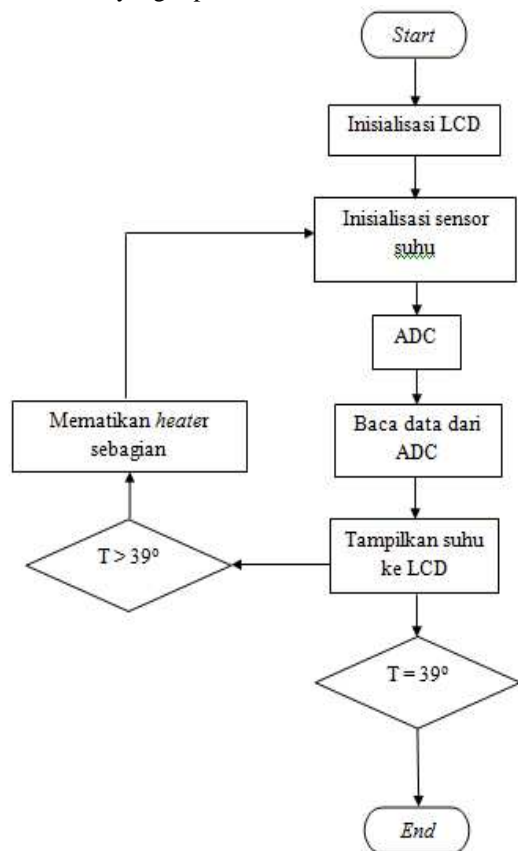 Start
Inisialisasi LCD
Inisialisasi sensor
suhu
ADC
Mematikan heater
sebagian
Baca data dari
ADC
T > 39°
Tampilkan suhu
ke LCD
T = 39°
End